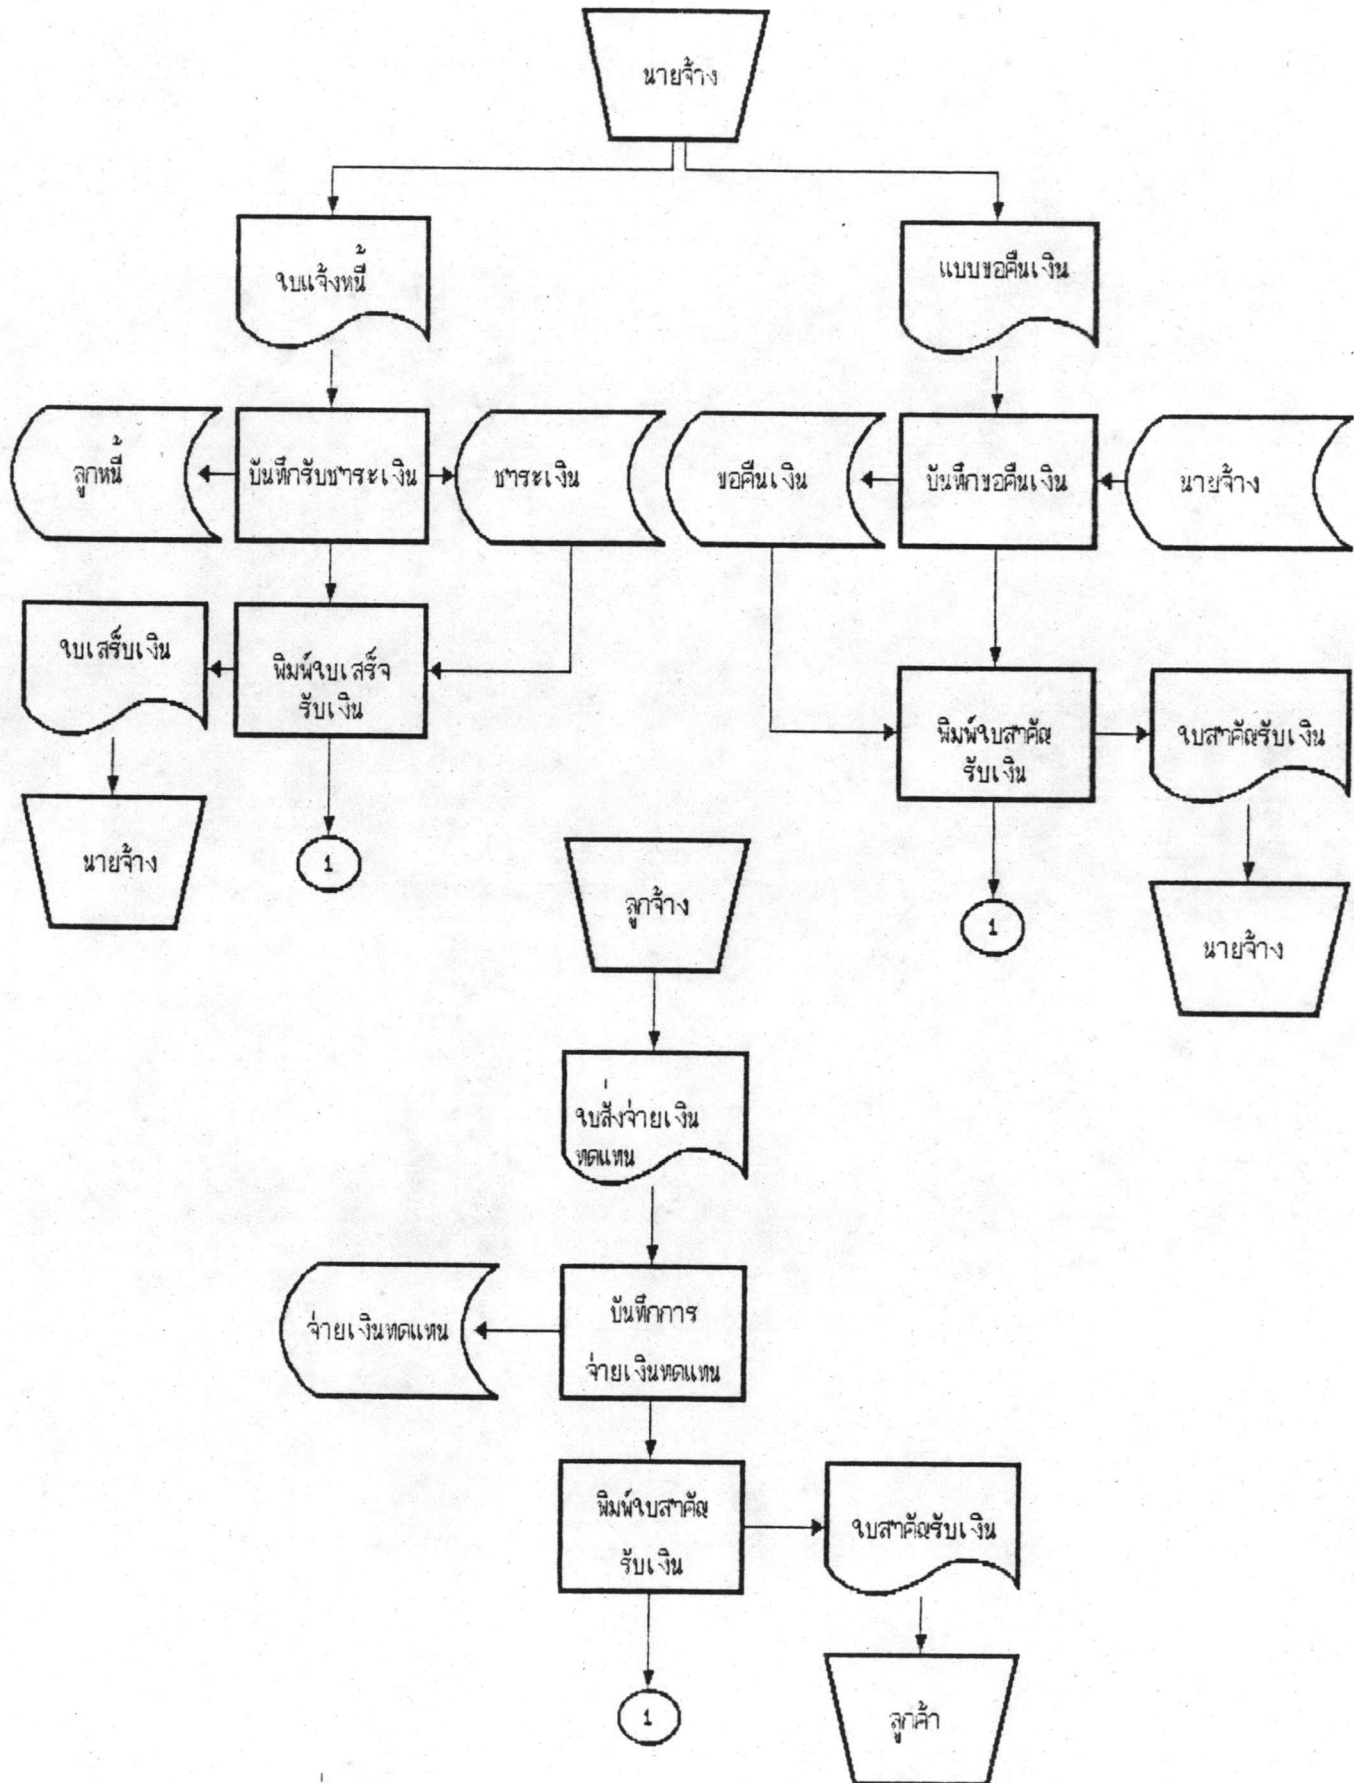 นายจ้าง
ใบแจ้งหนี้
แบบขอคืนเงิน
ลูกหนี้
บันทึกรับชำระเงิน
ชำระเงิน
ขอคืนเงิน
บันทึกขอคืนเงิน
นายจ้าง
ใบเสร็บเงิน
พิมพ์ใบเสร็จ
รับเงิน
พิมพ์ใบสำคัญ
รับเงิน
ใบสำคัญรับเงิน
นายจ้าง
1
ลูกจ้าง
1
นายจ้าง
ใบสั่งจ่ายเงิน
ทดแทน
จ่ายเงินทดแทน
บันทึกการ
จ่ายเงินทดแทน
พิมพ์ใบสำคัญ
รับเงิน
ใบสำคัญรับเงิน
1
ลูกค้า